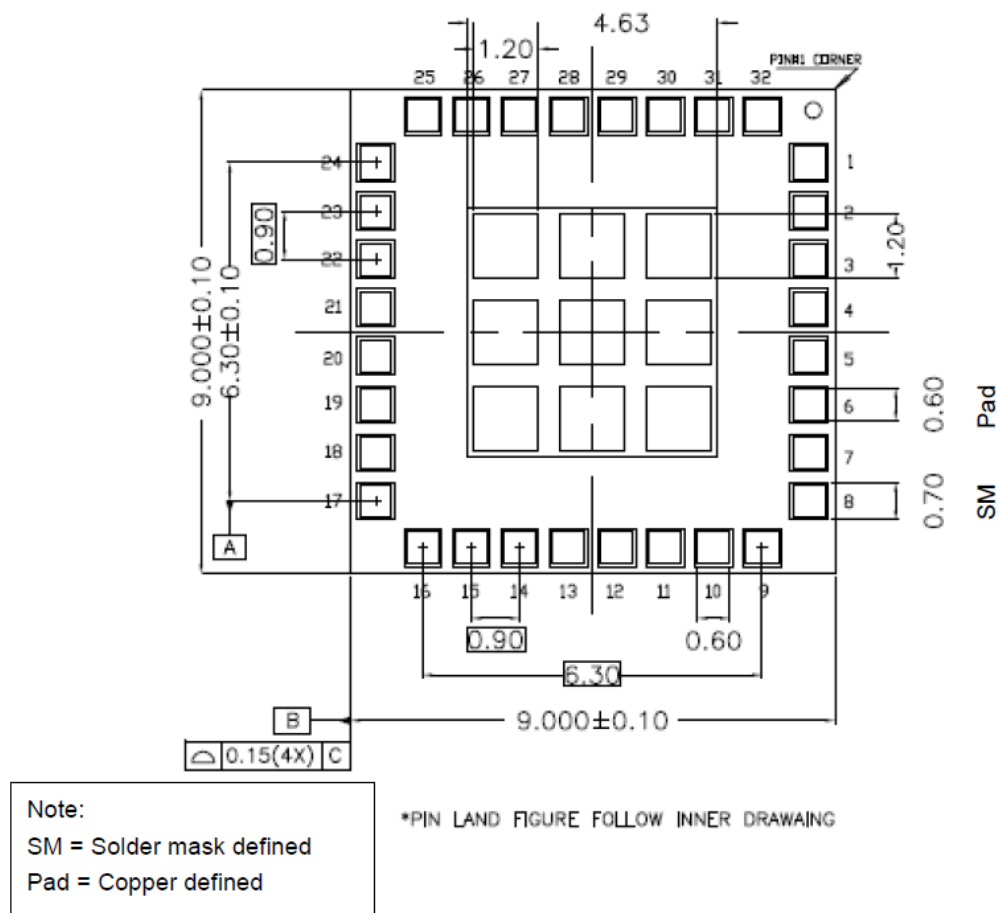 4.63
1.20
PIN#1 CORNER
25 26 27 28 29 30 31 32
24 1
23 2
0.90
1.20
22 3
21 4
9.000±0.10
6.30±0.10
20 5
19 6
0.60 Pad
18 7
17 8
0.70 SM
A
16 15 14 13 12 11 10 9
0.90
0.60
6.30
B
9.000±0.10
0.15(4X) C
Note:
SM = Solder mask defined
Pad = Copper defined
*PIN LAND FIGURE FOLLOW INNER DRAWAING